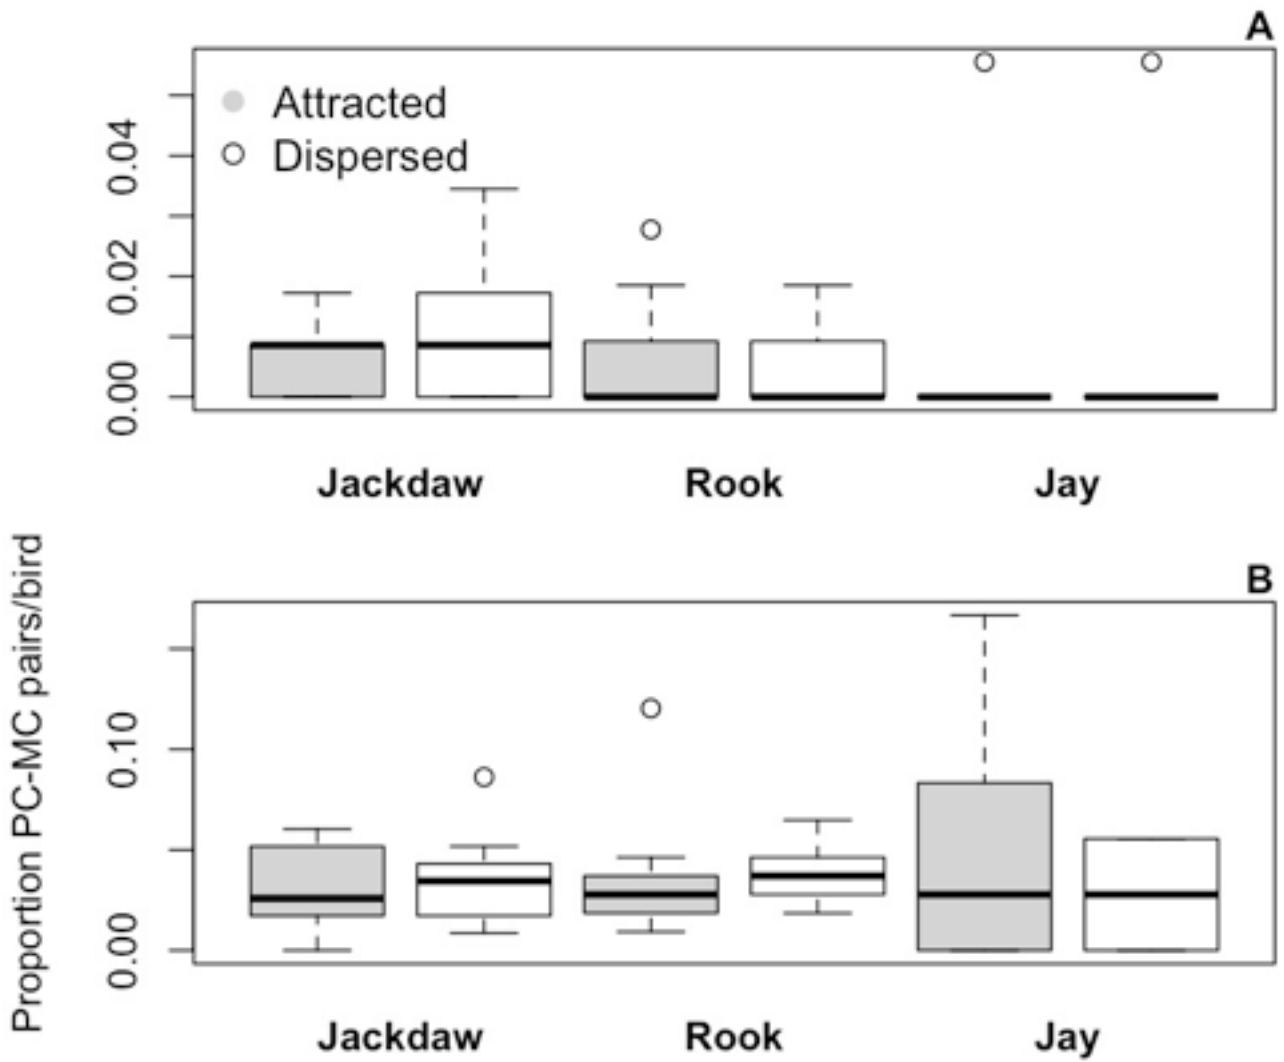 A
Attracted
Dispersed
0.04
0.02
0.00
Jackdaw Rook Jay
Proportion PC-MC pairs/bird
B
0.10
0.00
Jackdaw Rook Jay